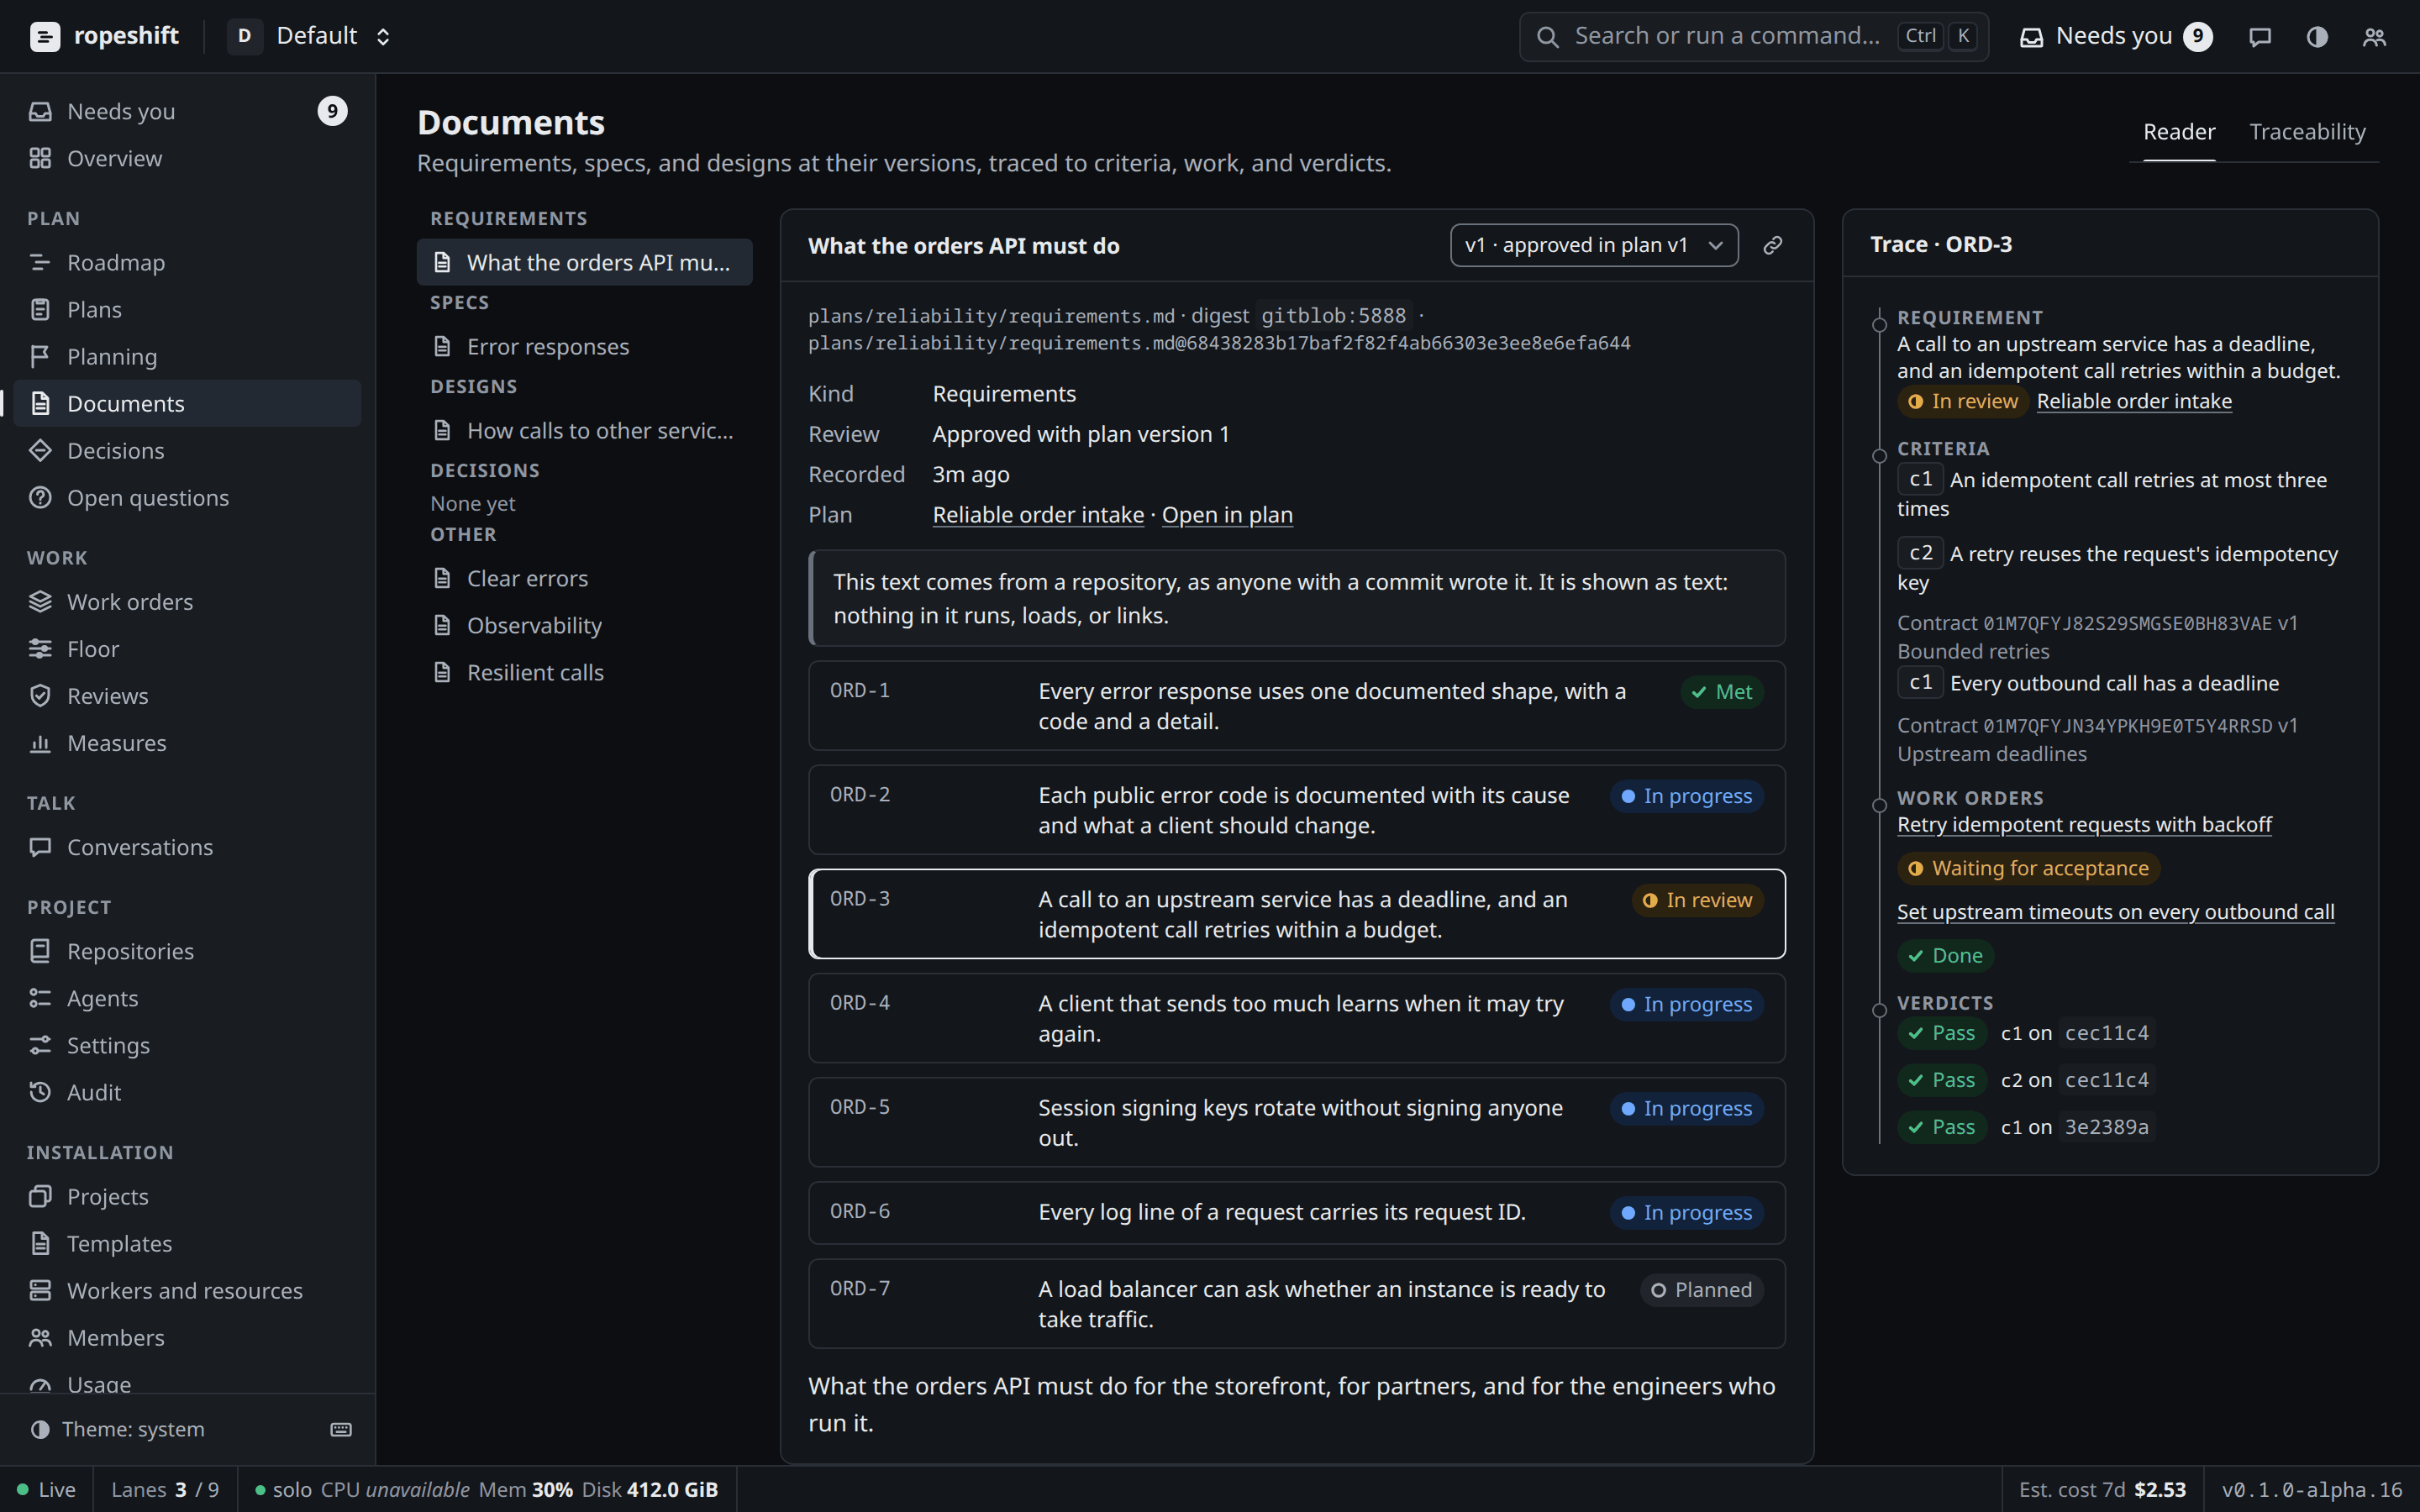 ropeshift
D Default
Search or run a command... Ctrl K
Needs you 9
Needs you 9
Overview
PLAN
Roadmap
Plans
Planning
Documents
Decisions
Open questions
WORK
Work orders
Floor
Reviews
Measures
TALK
Conversations
PROJECT
Repositories
Agents
Settings
Audit
INSTALLATION
Projects
Templates
Workers and resources
Members
Usage
Theme: system
Documents
Requirements, specs, and designs at their versions, traced to criteria, work, and verdicts.
Reader Traceability
REQUIREMENTS
What the orders API mu...
SPECS
Error responses
DESIGNS
How calls to other servic...
DECISIONS
None yet
OTHER
Clear errors
Observability
Resilient calls
What the orders API must do
v1 · approved in plan v1
plans/reliability/requirements.md · digest gitblob:5888 ·
plans/reliability/requirements.md@68438283b17baf2f82f4ab66303e3ee8e6efa644
Kind Requirements
Review Approved with plan version 1
Recorded 3m ago
Plan Reliable order intake · Open in plan
This text comes from a repository, as anyone with a commit wrote it. It is shown as text:
nothing in it runs, loads, or links.
ORD-1 Every error response uses one documented shape, with a Met
code and a detail.
ORD-2 Each public error code is documented with its cause In progress
and what a client should change.
ORD-3 A call to an upstream service has a deadline, and an In review
idempotent call retries within a budget.
ORD-4 A client that sends too much learns when it may try In progress
again.
ORD-5 Session signing keys rotate without signing anyone In progress
out.
ORD-6 Every log line of a request carries its request ID. In progress
ORD-7 A load balancer can ask whether an instance is ready to Planned
take traffic.
What the orders API must do for the storefront, for partners, and for the engineers who
run it.
Trace · ORD-3
REQUIREMENT
A call to an upstream service has a deadline,
and an idempotent call retries within a budget.
In review Reliable order intake
CRITERIA
c1 An idempotent call retries at most three
times
c2 A retry reuses the request's idempotency
key
Contract 01M7QFYJ82S29SMGSE0BH83VAE v1
Bounded retries
c1 Every outbound call has a deadline
Contract 01M7QFYJN34YPKH9E0T5Y4RRSD v1
Upstream deadlines
WORK ORDERS
Retry idempotent requests with backoff
Waiting for acceptance
Set upstream timeouts on every outbound call
Done
VERDICTS
Pass c1 on cec11c4
Pass c2 on cec11c4
Pass c1 on 3e2389a
Live Lanes 3 / 9 solo CPU unavailable Mem 30% Disk 412.0 GiB
Est. cost 7d $2.53 v0.1.0-alpha.16